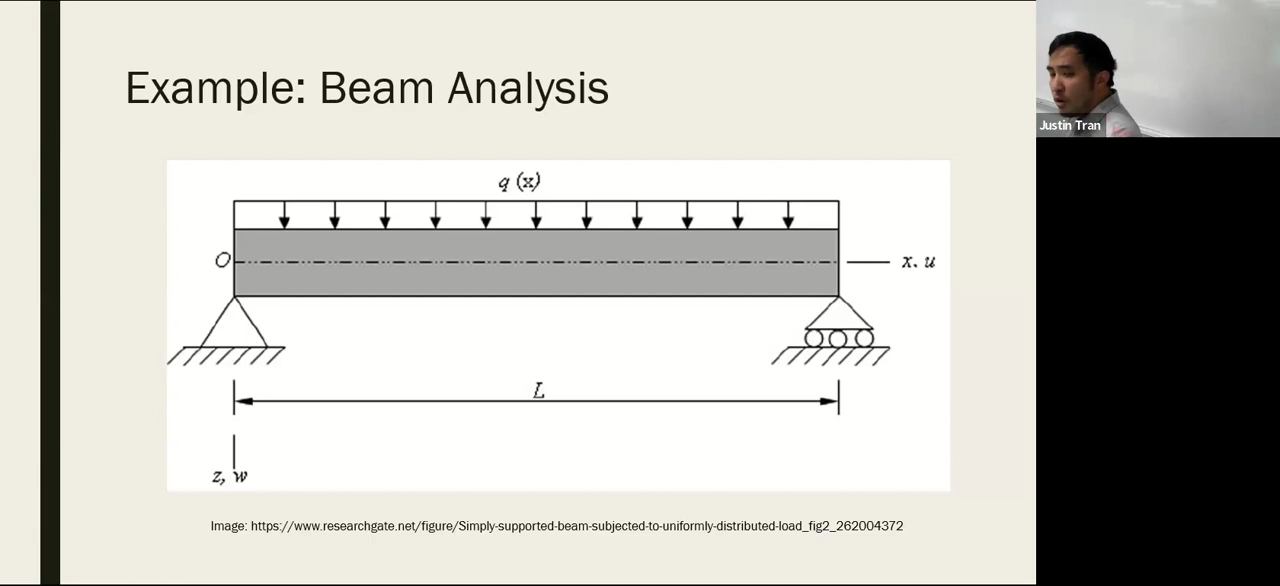 Example: Beam Analysis
Justin Tran
q (x)
O
x. u
L
z, w
Image: https://www.researchgate.net/figure/Simply-supported-beam-subjected-to-uniformly-distributed-load_fig2_262004372